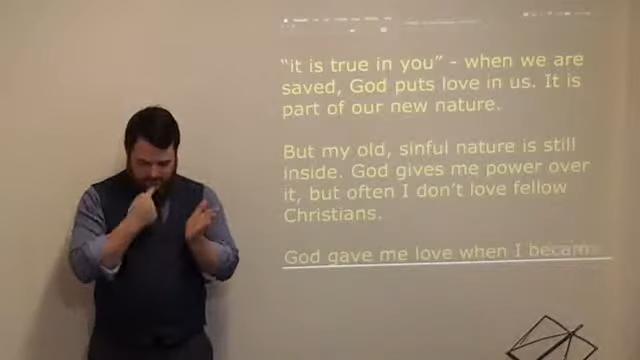 “it is true in you” - when we are
saved, God puts love in us. It is
part of our new nature.
But my old, sinful nature is still
inside. God gives me power over
it, but often I don’t love fellow
Christians.
God gave me love when I becam